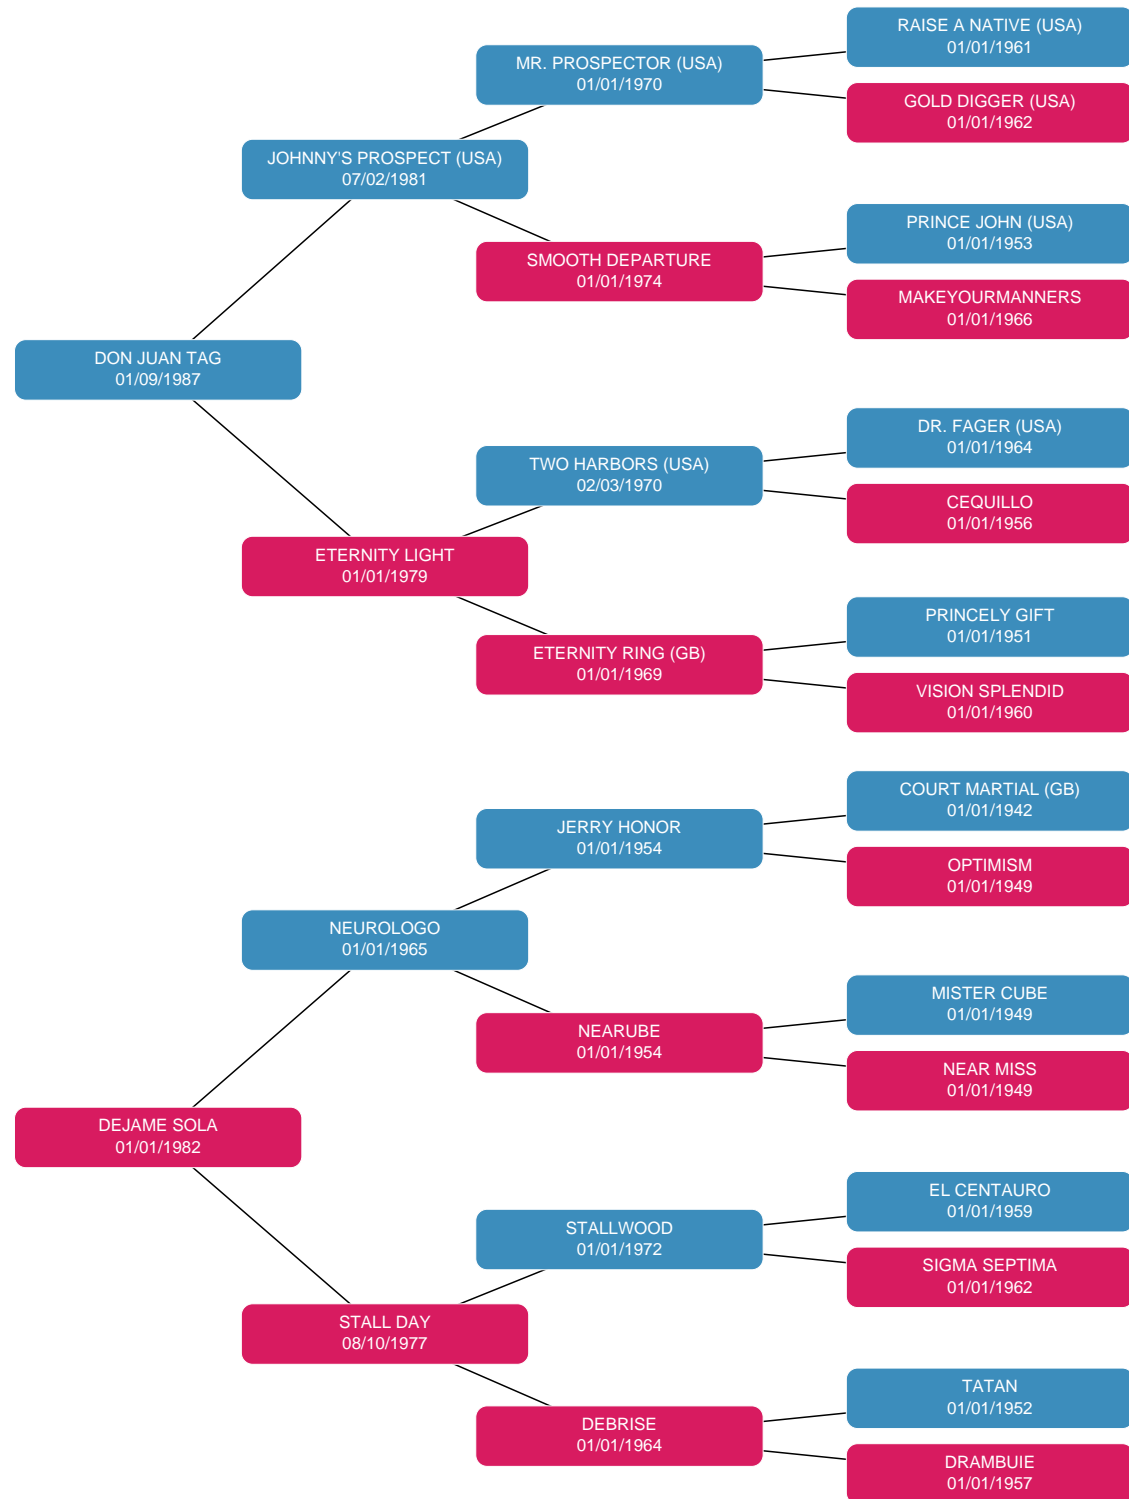 RAISE A NATIVE (USA)
01/01/1961
MR. PROSPECTOR (USA)
01/01/1970
GOLD DIGGER (USA)
01/01/1962
JOHNNY'S PROSPECT (USA)
07/02/1981
PRINCE JOHN (USA)
01/01/1953
SMOOTH DEPARTURE
01/01/1974
MAKEYOURMANNERS
01/01/1966
DON JUAN TAG
01/09/1987
DR. FAGER (USA)
01/01/1964
TWO HARBORS (USA)
02/03/1970
CEQUILLO
01/01/1956
ETERNITY LIGHT
01/01/1979
PRINCELY GIFT
01/01/1951
ETERNITY RING (GB)
01/01/1969
VISION SPLENDID
01/01/1960
COURT MARTIAL (GB)
01/01/1942
JERRY HONOR
01/01/1954
OPTIMISM
01/01/1949
NEUROLOGO
01/01/1965
MISTER CUBE
01/01/1949
NEARUBE
01/01/1954
NEAR MISS
01/01/1949
DEJAME SOLA
01/01/1982
EL CENTAURO
01/01/1959
STALLWOOD
01/01/1972
SIGMA SEPTIMA
01/01/1962
STALL DAY
08/10/1977
TATAN
01/01/1952
DEBRISE
01/01/1964
DRAMBUIE
01/01/1957